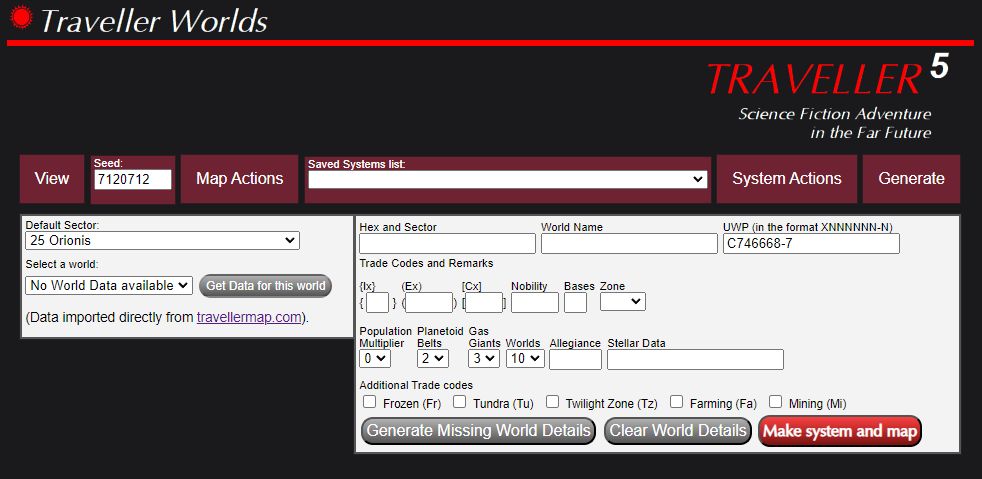 Traveller Worlds
TRAVELLER 5
Science Fiction Adventure
in the Far Future
View
Seed:
7120712
Map Actions
Saved Systems list:
System Actions
Generate
Default Sector:
25 Orionis
Select a world:
No World Data available
Get Data for this world
(Data imported directly from travellermap.com).
Hex and Sector World Name UWP (in the format XNNNNNN-N)
C746668-7
Trade Codes and Remarks
{Ix} (Ex) [Cx] Nobility Bases Zone
{ } ( ) [ ]
Population Planetoid Gas
Multiplier Belts Giants Worlds Allegiance Stellar Data
0 2 3 10
Additional Trade codes
Frozen (Fr) Tundra (Tu) Twilight Zone (Tz) Farming (Fa) Mining (Mi)
Generate Missing World Details Clear World Details Make system and map